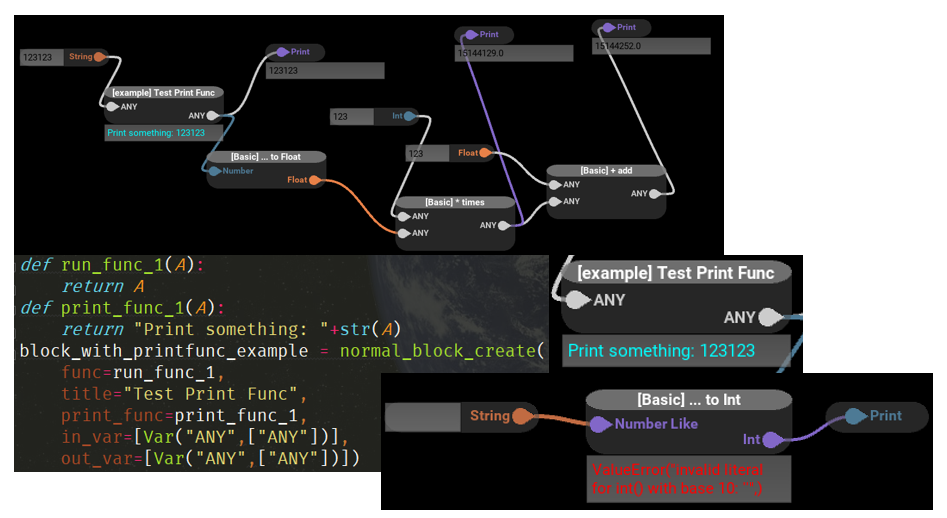 Print
15144252.0
Print
15144129.0
123123 String
Print
123123
[example] Test Print Func
ANY
ANY
Print something: 123123
123 Int
123 Float
[Basic] ... to Float
Number
Float
[Basic] + add
ANY
ANY
ANY
[Basic] * times
ANY
ANY
ANY
def run_func_1(A):
return A
def print_func_1(A):
return "Print something: "+str(A)
block_with_printfunc_example = normal_block_create(
func=run_func_1,
title="Test Print Func",
print_func=print_func_1,
in_var=[Var("ANY",["ANY"])],
out_var=[Var("ANY",["ANY"])])
[example] Test Print Func
ANY
ANY
Print something: 123123
String
[Basic] ... to Int
Number Like
Int
Print
ValueError("invalid literal
for int() with base 10: ''",)